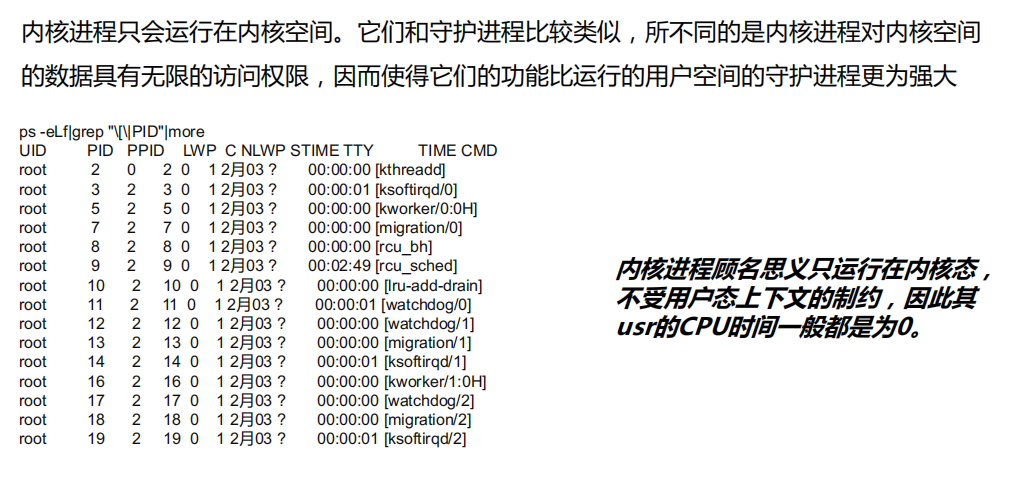 内核进程只会运行在内核空间。它们和守护进程比较类似，所不同的是内核进程对内核空间
的数据具有无限的访问权限，因而使得它们的功能比运行的用户空间的守护进程更为强大
ps -eLf|grep "\[\|PID"|more
UID PID PPID LWP C NLWP STIME TTY TIME CMD
root 2 0 2 0 1 2月03 ? 00:00:00 [kthreadd]
root 3 2 3 0 1 2月03 ? 00:00:01 [ksoftirqd/0]
root 5 2 5 0 1 2月03 ? 00:00:00 [kworker/0:0H]
root 7 2 7 0 1 2月03 ? 00:00:00 [migration/0]
root 8 2 8 0 1 2月03 ? 00:00:00 [rcu_bh]
root 9 2 9 0 1 2月03 ? 00:02:49 [rcu_sched]
root 10 2 10 0 1 2月03 ? 00:00:00 [lru-add-drain]
root 11 2 11 0 1 2月03 ? 00:00:01 [watchdog/0]
root 12 2 12 0 1 2月03 ? 00:00:00 [watchdog/1]
root 13 2 13 0 1 2月03 ? 00:00:00 [migration/1]
root 14 2 14 0 1 2月03 ? 00:00:01 [ksoftirqd/1]
root 16 2 16 0 1 2月03 ? 00:00:00 [kworker/1:0H]
root 17 2 17 0 1 2月03 ? 00:00:00 [watchdog/2]
root 18 2 18 0 1 2月03 ? 00:00:00 [migration/2]
root 19 2 19 0 1 2月03 ? 00:00:01 [ksoftirqd/2]
内核进程顾名思义只运行在内核态，
不受用户态上下文的制约，因此其
usr的CPU时间一般都是为0。